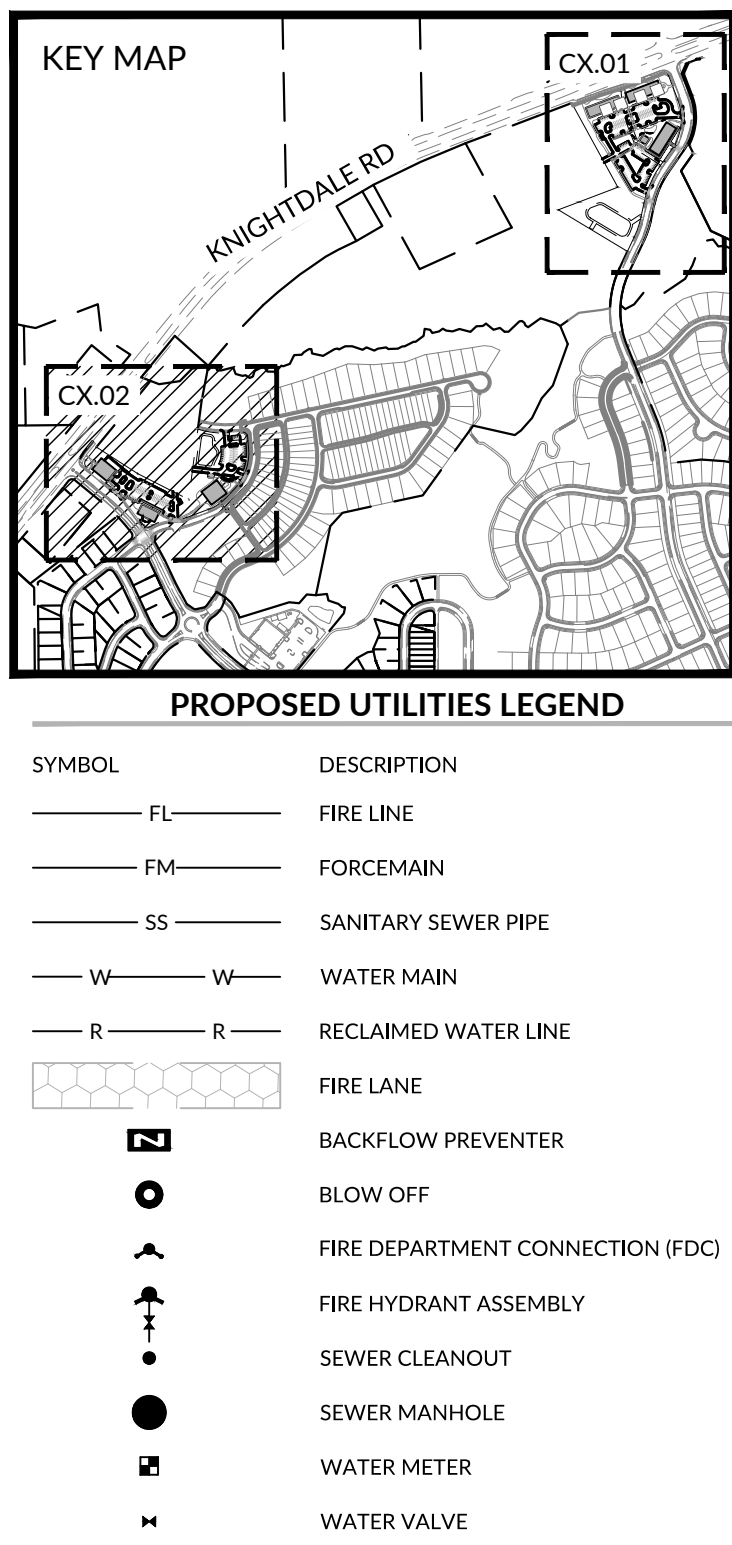 KEY MAP
CX.01
KNIGHTDALE RD
CX.02
PROPOSED UTILITIES LEGEND
SYMBOL DESCRIPTION
FL FIRE LINE
FM FORCEMAIN
SS SANITARY SEWER PIPE
W W WATER MAIN
R R RECLAIMED WATER LINE
FIRE LANE
BACKFLOW PREVENTER
BLOW OFF
FIRE DEPARTMENT CONNECTION (FDC)
FIRE HYDRANT ASSEMBLY
SEWER CLEANOUT
SEWER MANHOLE
WATER METER
WATER VALVE